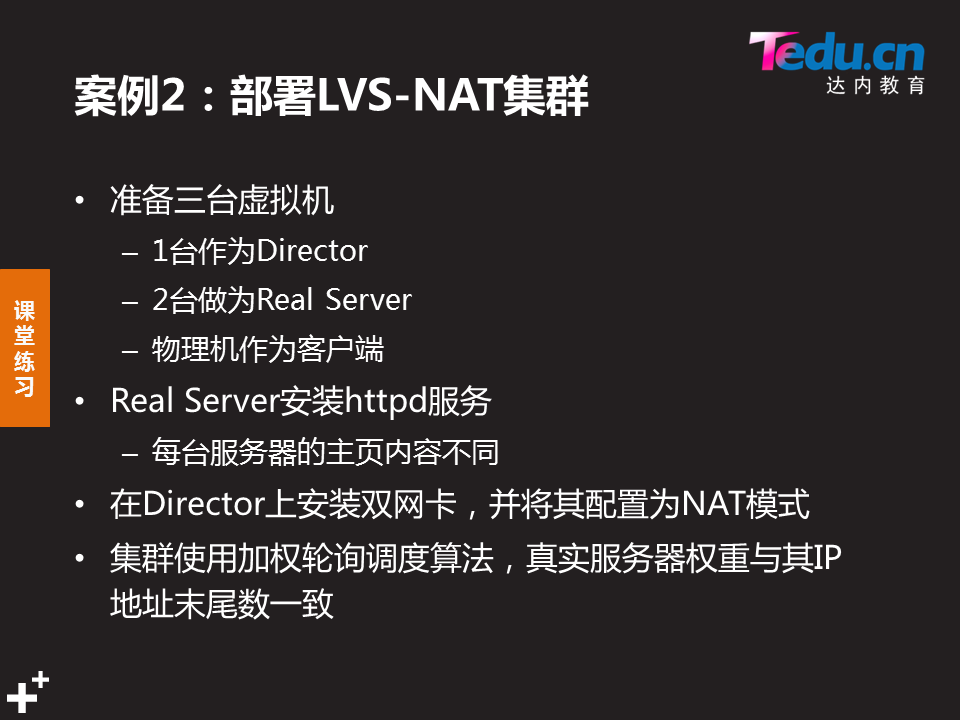 Tedu.cn
达内教育
案例2：部署LVS-NAT集群
• 准备三台虚拟机
– 1台作为Director
– 2台做为Real Server
– 物理机作为客户端
• Real Server安装httpd服务
– 每台服务器的主页内容不同
• 在Director上安装双网卡，并将其配置为NAT模式
• 集群使用加权轮询调度算法，真实服务器权重与其IP
地址末尾数一致
课
堂
练
习